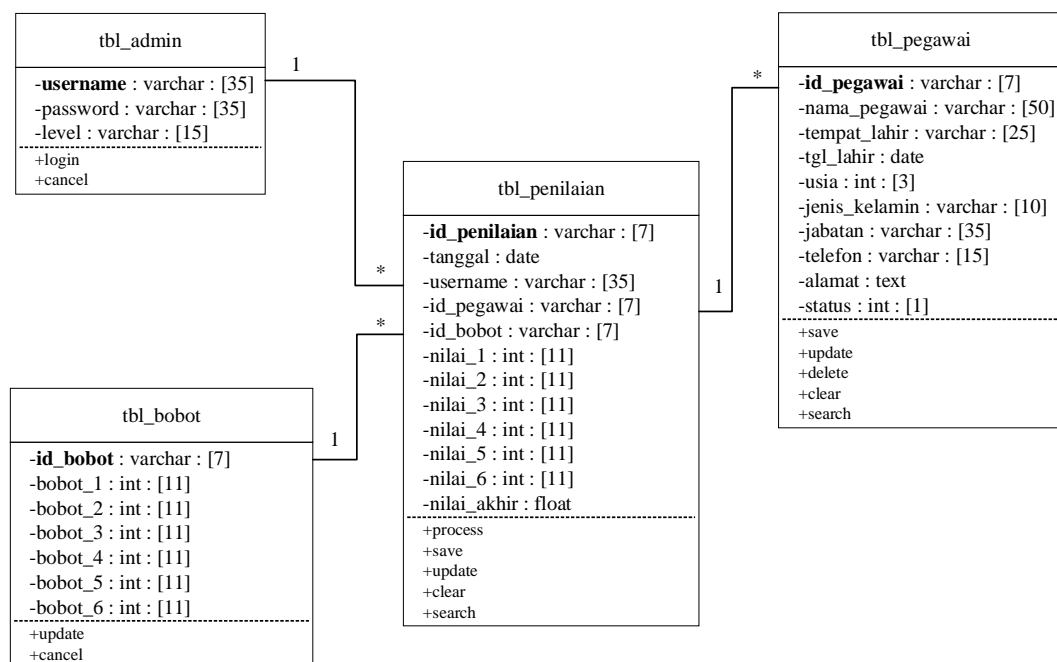 tbl_admin
-username : varchar : [35]
-password : varchar : [35]
-level : varchar : [15]
+login
+cancel
1
*
tbl_pegawai
-id_pegawai : varchar : [7]
-nama_pegawai : varchar : [50]
-tempat_lahir : varchar : [25]
-tgl_lahir : date
-usia : int : [3]
-jenis_kelamin : varchar : [10]
-jabatan : varchar : [35]
-telefon : varchar : [15]
-alamat : text
-status : int : [1]
+save
+update
+delete
+clear
+search
*
1
tbl_penilaian
-id_penilaian : varchar : [7]
-tanggal : date
-username : varchar : [35]
-id_pegawai : varchar : [7]
-id_bobot : varchar : [7]
-nilai_1 : int : [11]
-nilai_2 : int : [11]
-nilai_3 : int : [11]
-nilai_4 : int : [11]
-nilai_5 : int : [11]
-nilai_6 : int : [11]
-nilai_akhir : float
+process
+save
+update
+clear
+search
*
1
tbl_bobot
-id_bobot : varchar : [7]
-bobot_1 : int : [11]
-bobot_2 : int : [11]
-bobot_3 : int : [11]
-bobot_4 : int : [11]
-bobot_5 : int : [11]
-bobot_6 : int : [11]
+update
+cancel